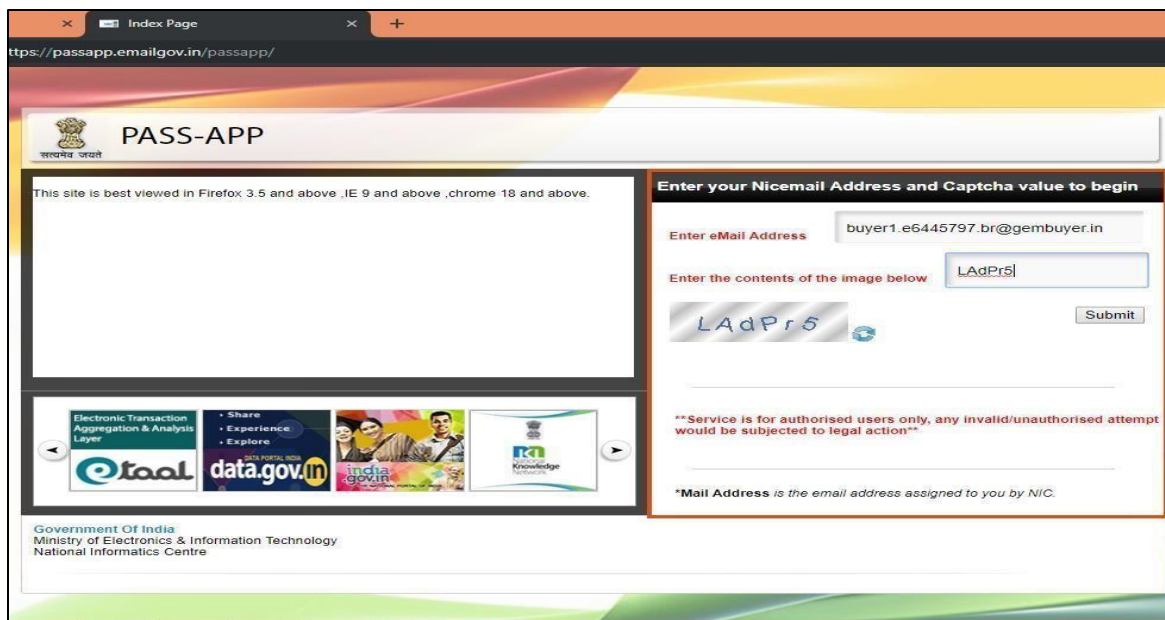 Index Page
ttps://passapp.emailgov.in/passapp/
सत्यमेव जयते
PASS-APP
This site is best viewed in Firefox 3.5 and above ,IE 9 and above ,chrome 18 and above.
Enter your Nicemail Address and Captcha value to begin
Enter eMail Address
buyer1.e6445797.br@gembuyer.in
Enter the contents of the image below
LAdPr5
LAdPr5
Submit
**Service is for authorised users only, any invalid/unauthorised attempt
would be subjected to legal action**
*Mail Address is the email address assigned to you by NIC.
Electronic Transaction
Aggregation & Analysis
Layer
etaal
• Share
• Experience
• Explore
DATA PORTAL INDIA
data.gov.in
india
.gov.in
National
Knowledge
Network
Government Of India
Ministry of Electronics & Information Technology
National Informatics Centre